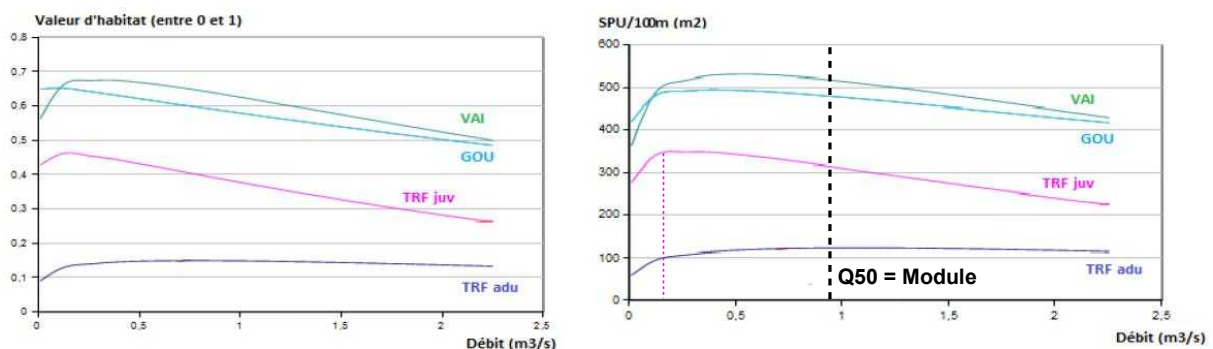 Valeur d'habitat (entre 0 et 1)
0,8
0,7
0,6
0,5
0,4
0,3
0,2
0,1
0
0
0,5
1
1,5
2
2,5
VAI
GOU
TRF juv
TRF adu
Débit (m3/s)
SPU/100m (m2)
600
500
400
300
200
100
0
0
0,5
1
1,5
2
2,5
VAI
GOU
TRF juv
Q50 = Module
TRF adu
Débit (m3/s)